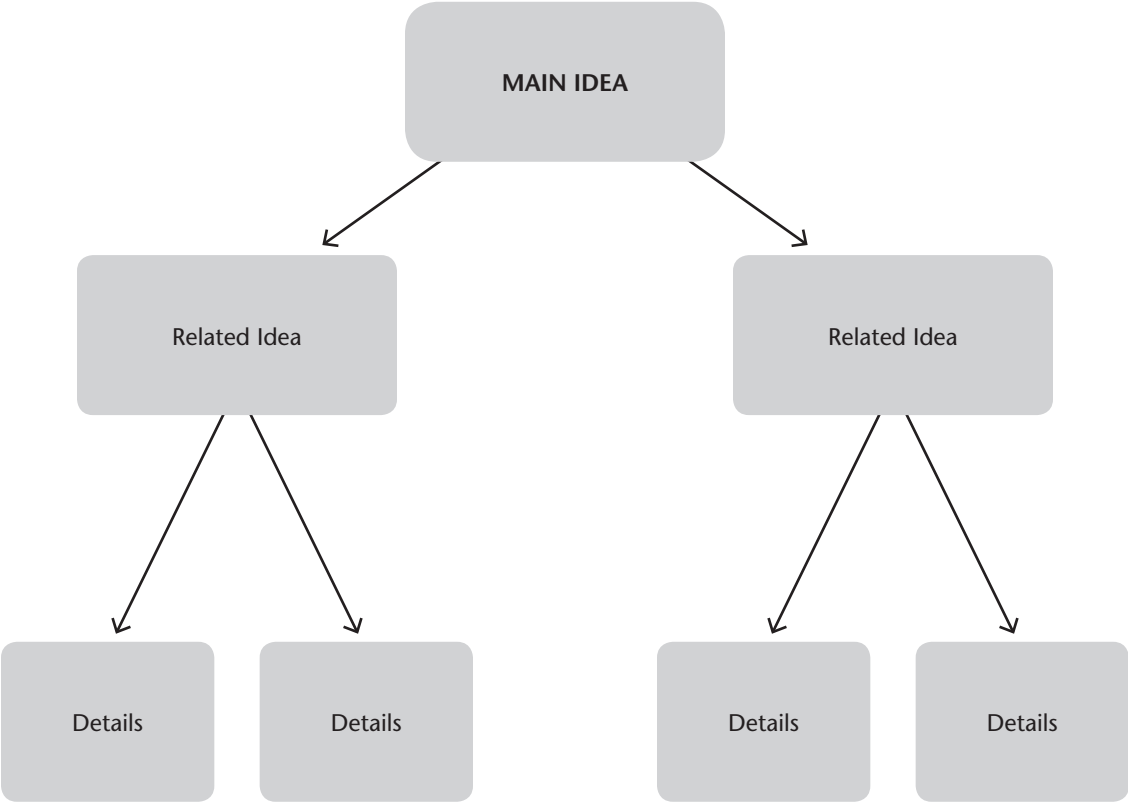 MAIN IDEA
Related Idea
Related Idea
Details
Details
Details
Details